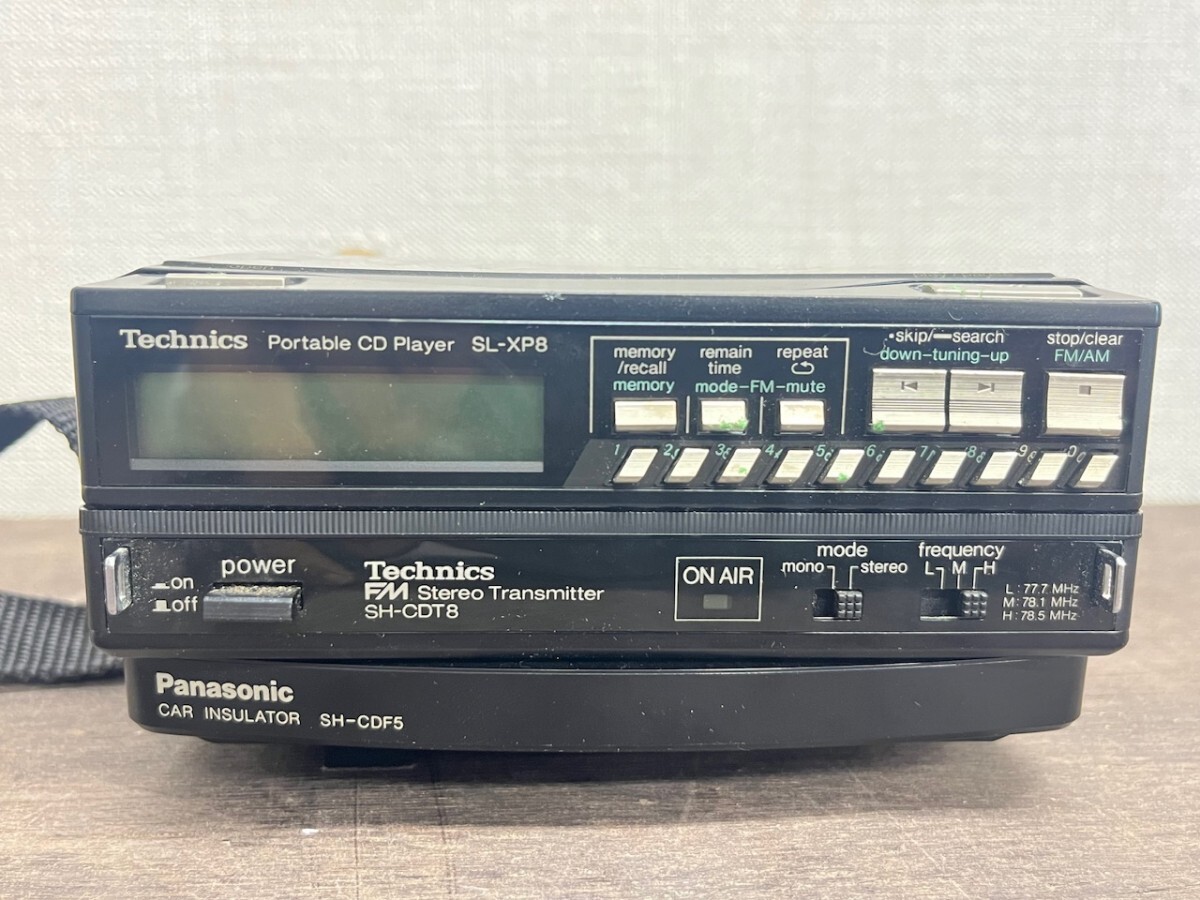 Technics Portable CD Player SL-XP8
memory /recall
memory
remain time
repeat
mode-FM-mute
skip/search
down-tuning-up
stop/clear
FM/AM
1 2 3 4 5 6 7 8 9 0
power
on
off
Technics
FM Stereo Transmitter
SH-CDT8
ON AIR
mode
mono stereo
frequency
L M H
L : 77.7 MHz
M : 78.1 MHz
H : 78.5 MHz
Panasonic
CAR INSULATOR SH-CDF5